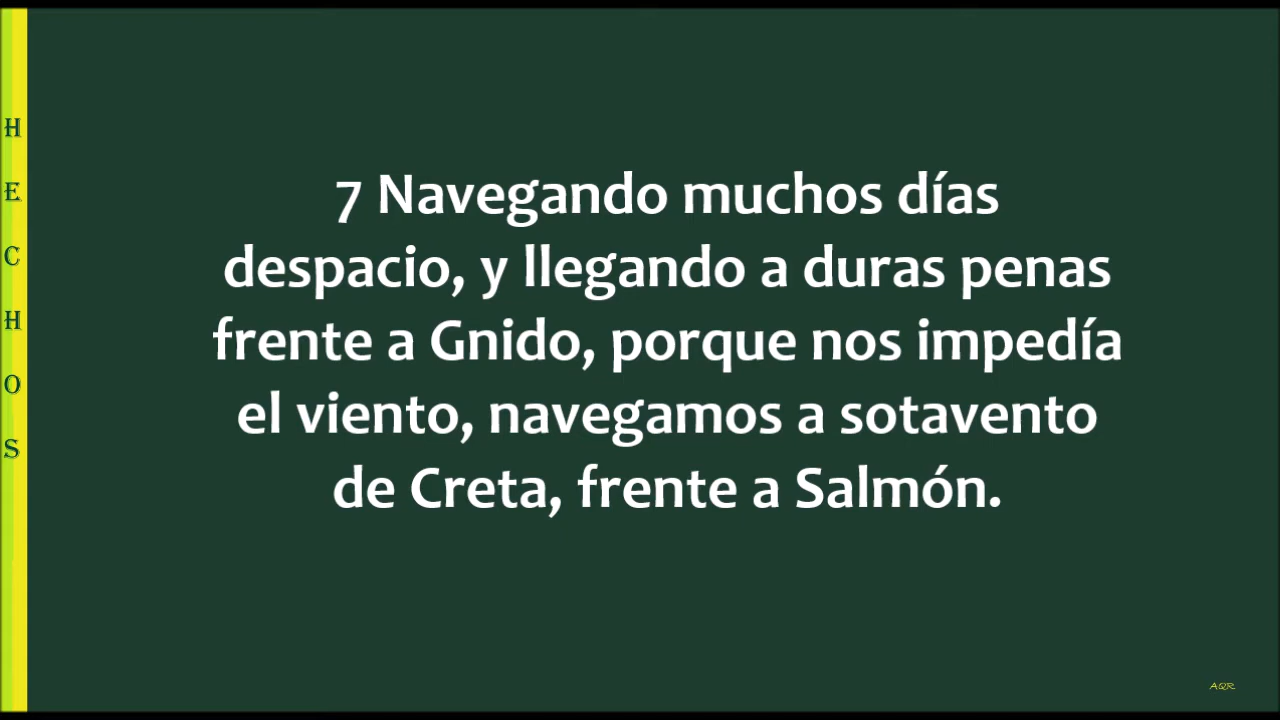 HECHOS
7 Navegando muchos días
despacio, y llegando a duras penas
frente a Gnido, porque nos impedía
el viento, navegamos a sotavento
de Creta, frente a Salmón.
AQR